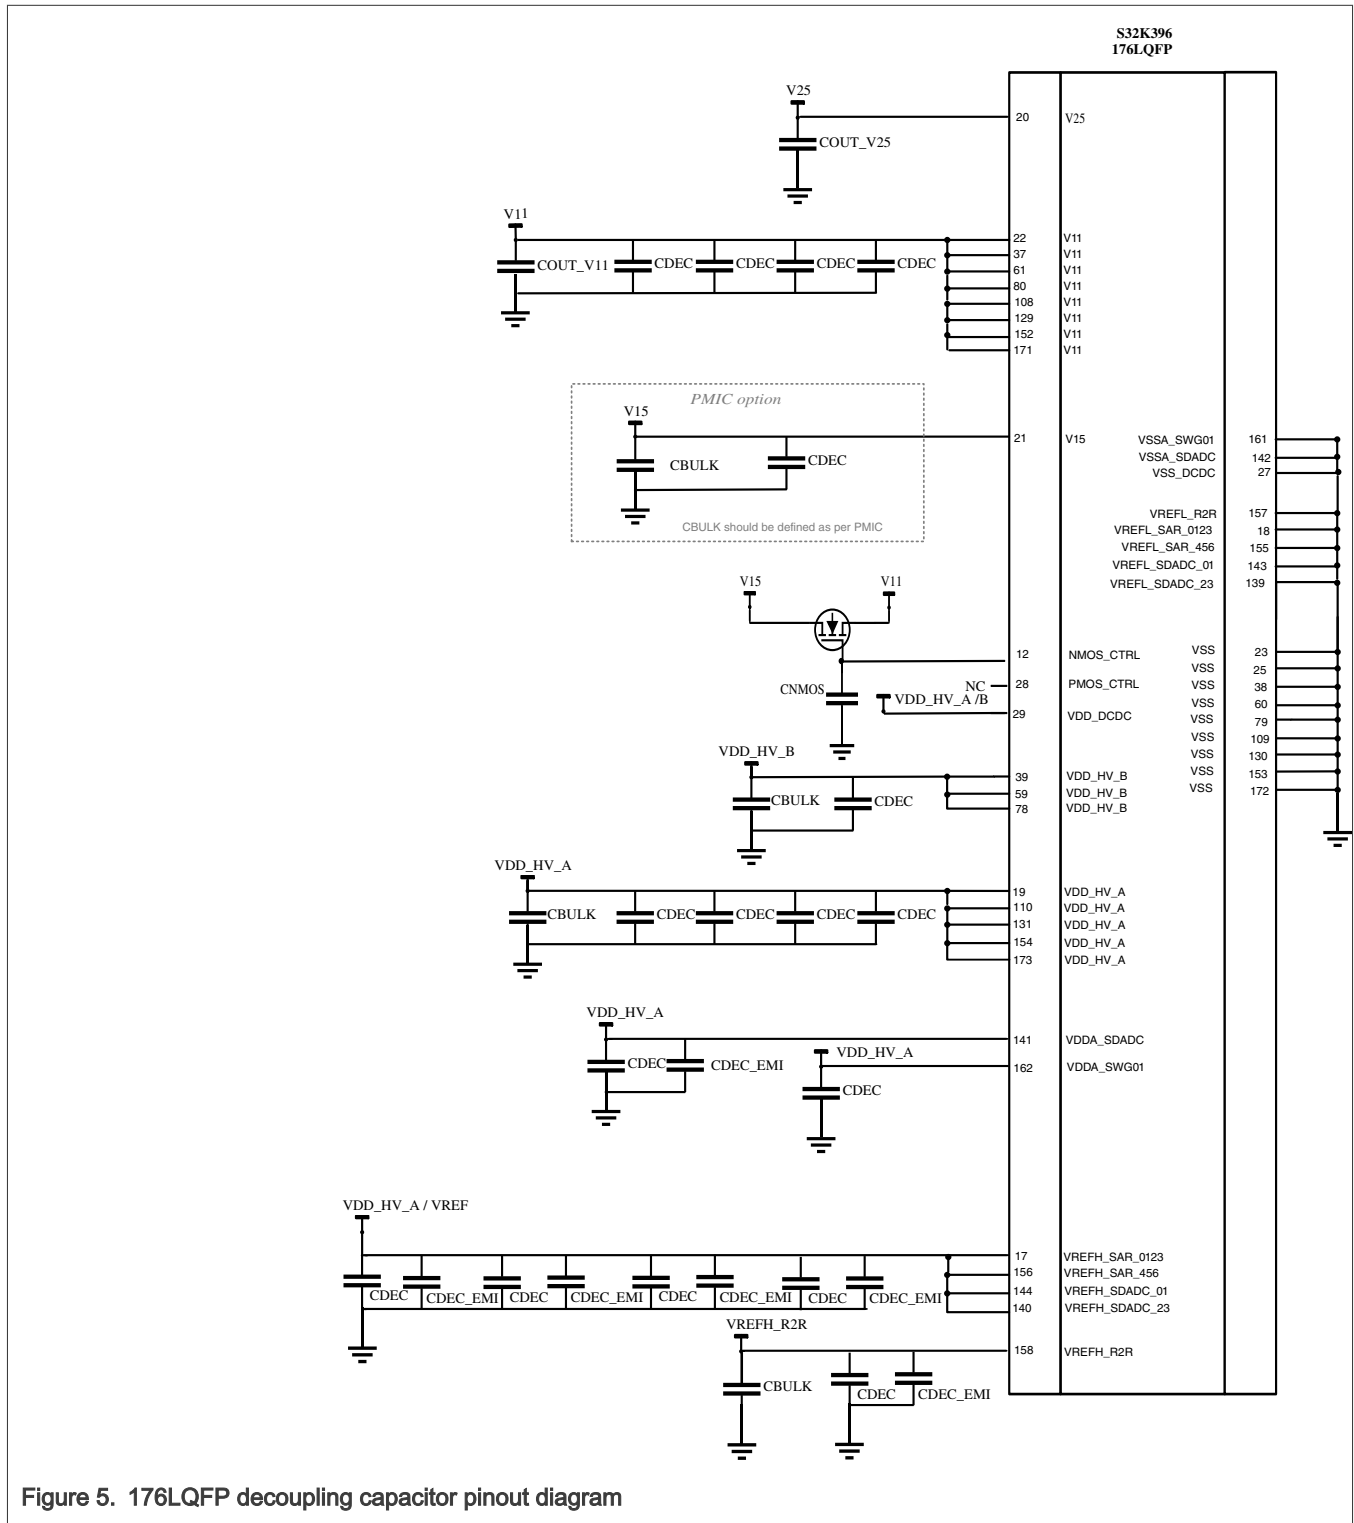 S32K396
176LQFP
V25
20 V25
COUT_V25
V11
COUT_V11 CDEC CDEC CDEC CDEC
22 V11
37 V11
61 V11
80 V11
108 V11
129 V11
152 V11
171 V11
PMIC option
V15
CBULK CDEC
CBULK should be defined as per PMIC
21 V15
VSSA_SWG01 161
VSSA_SDADC 142
VSS_DCDC 27
VREFL_R2R 157
VREFL_SAR_0123 18
VREFL_SAR_456 155
VREFL_SDADC_01 143
VREFL_SDADC_23 139
V15 V11
12 NMOS_CTRL
CNMOS
NC 28 PMOS_CTRL
VDD_HV_A /B
29 VDD_DCDC
VSS 23
VSS 25
VSS 38
VSS 60
VSS 79
VSS 109
VSS 130
VSS 153
VSS 172
VDD_HV_B
CBULK CDEC
39 VDD_HV_B
59 VDD_HV_B
78 VDD_HV_B
VDD_HV_A
CBULK CDEC CDEC CDEC CDEC
19 VDD_HV_A
110 VDD_HV_A
131 VDD_HV_A
154 VDD_HV_A
173 VDD_HV_A
VDD_HV_A
CDEC CDEC_EMI
141 VDDA_SDADC
VDD_HV_A
162 VDDA_SWG01
CDEC
VDD_HV_A / VREF
CDEC CDEC_EMI CDEC CDEC_EMI CDEC CDEC_EMI CDEC CDEC_EMI
17 VREFH_SAR_0123
156 VREFH_SAR_456
144 VREFH_SDADC_01
140 VREFH_SDADC_23
VREFH_R2R
158 VREFH_R2R
CBULK CDEC CDEC_EMI
Figure 5. 176LQFP decoupling capacitor pinout diagram